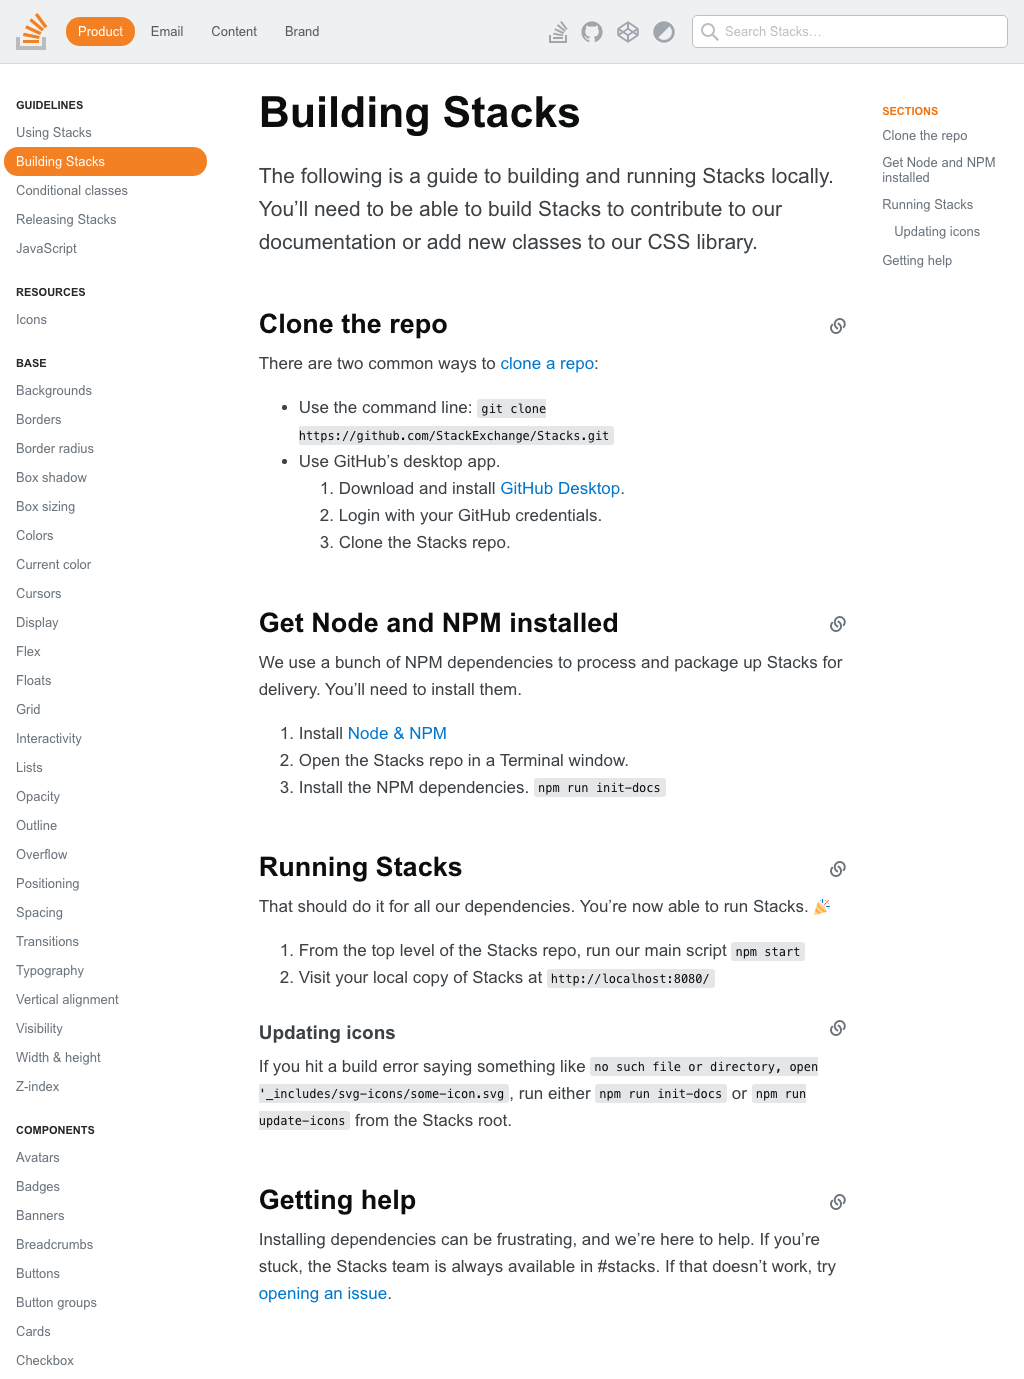 Product Email Content Brand
Search Stacks…
GUIDELINES
Using Stacks
Building Stacks
Conditional classes
Releasing Stacks
JavaScript
RESOURCES
Icons
BASE
Backgrounds
Borders
Border radius
Box shadow
Box sizing
Colors
Current color
Cursors
Display
Flex
Floats
Grid
Interactivity
Lists
Opacity
Outline
Overflow
Positioning
Spacing
Transitions
Typography
Vertical alignment
Visibility
Width & height
Z-index
COMPONENTS
Avatars
Badges
Banners
Breadcrumbs
Buttons
Button groups
Cards
Checkbox
Building Stacks
The following is a guide to building and running Stacks locally.
You’ll need to be able to build Stacks to contribute to our
documentation or add new classes to our CSS library.
Clone the repo
There are two common ways to clone a repo:
• Use the command line: git clone
https://github.com/StackExchange/Stacks.git
• Use GitHub’s desktop app.
1. Download and install GitHub Desktop.
2. Login with your GitHub credentials.
3. Clone the Stacks repo.
Get Node and NPM installed
We use a bunch of NPM dependencies to process and package up Stacks for
delivery. You’ll need to install them.
1. Install Node & NPM
2. Open the Stacks repo in a Terminal window.
3. Install the NPM dependencies. npm run init-docs
Running Stacks
That should do it for all our dependencies. You’re now able to run Stacks. 🎉
1. From the top level of the Stacks repo, run our main script npm start
2. Visit your local copy of Stacks at http://localhost:8080/
Updating icons
If you hit a build error saying something like no such file or directory, open
'_includes/svg-icons/some-icon.svg, run either npm run init-docs or npm run
update-icons from the Stacks root.
Getting help
Installing dependencies can be frustrating, and we’re here to help. If you’re
stuck, the Stacks team is always available in #stacks. If that doesn’t work, try
opening an issue.
SECTIONS
Clone the repo
Get Node and NPM
installed
Running Stacks
Updating icons
Getting help